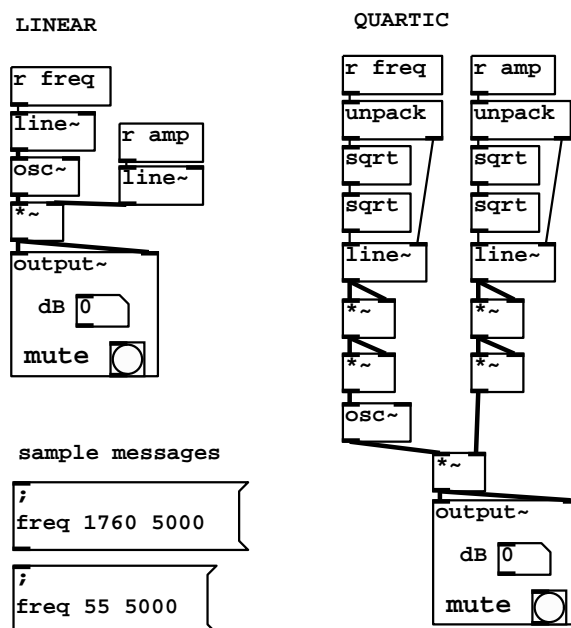 LINEAR
r freq
line~
r amp
osc~
line~
*~
output~
dB 0
mute
sample messages
;
freq 1760 5000
;
freq 55 5000
QUARTIC
r freq r amp
unpack unpack
sqrt sqrt
sqrt sqrt
line~ line~
*~ *~
*~ *~
osc~
*~
output~
dB 0
mute